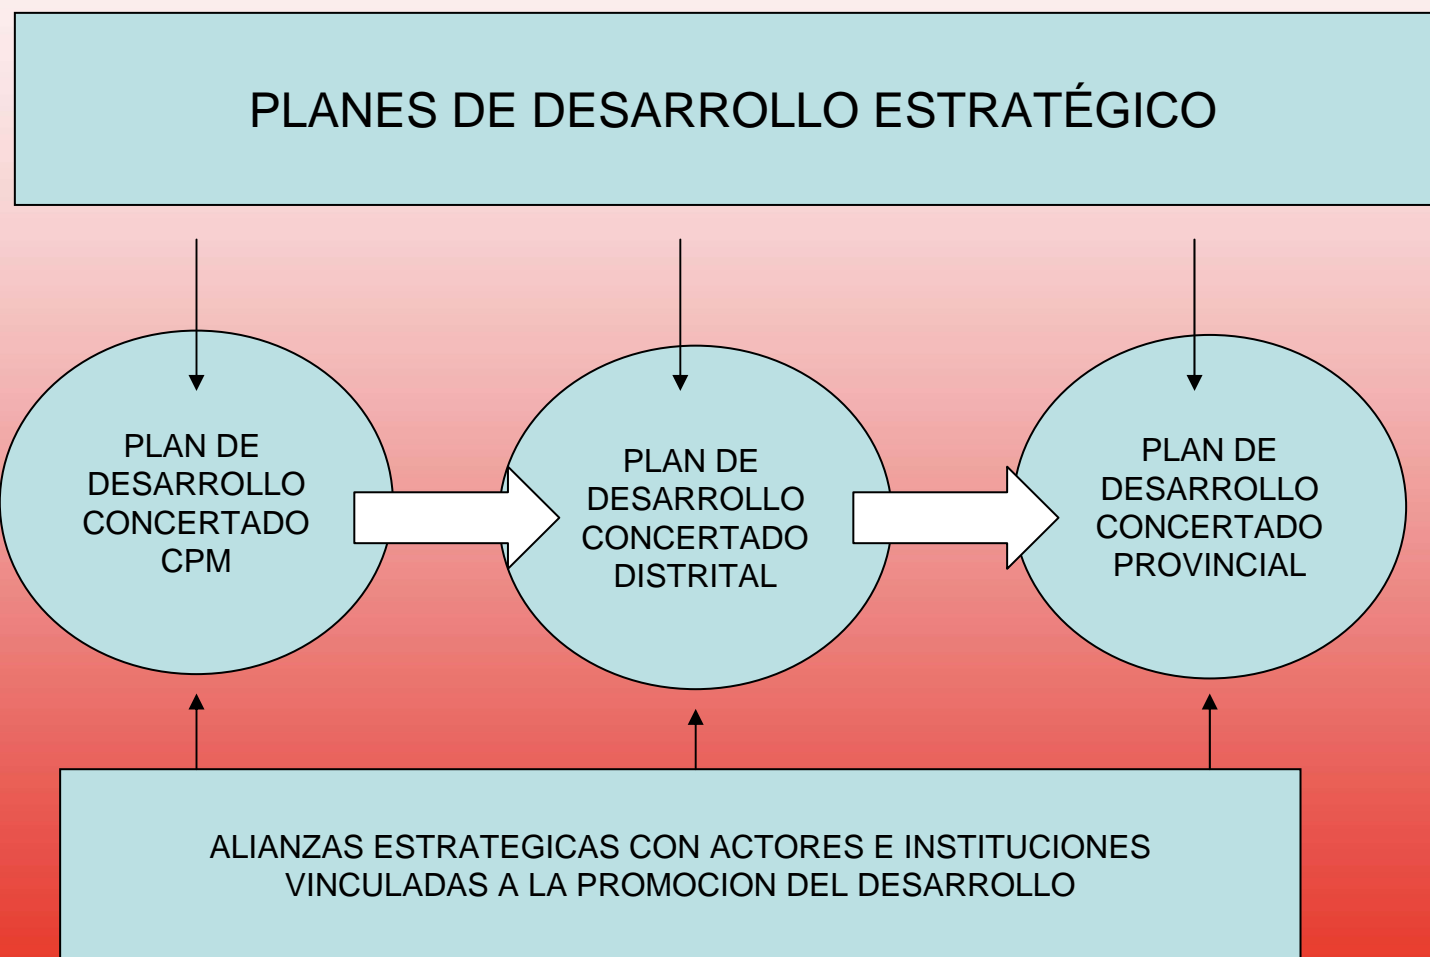 PLANES DE DESARROLLO ESTRATÉGICO
PLAN DE
DESARROLLO
CONCERTADO
CPM
PLAN DE
DESARROLLO
CONCERTADO
DISTRITAL
PLAN DE
DESARROLLO
CONCERTADO
PROVINCIAL
ALIANZAS ESTRATEGICAS CON ACTORES E INSTITUCIONES
VINCULADAS A LA PROMOCION DEL DESARROLLO